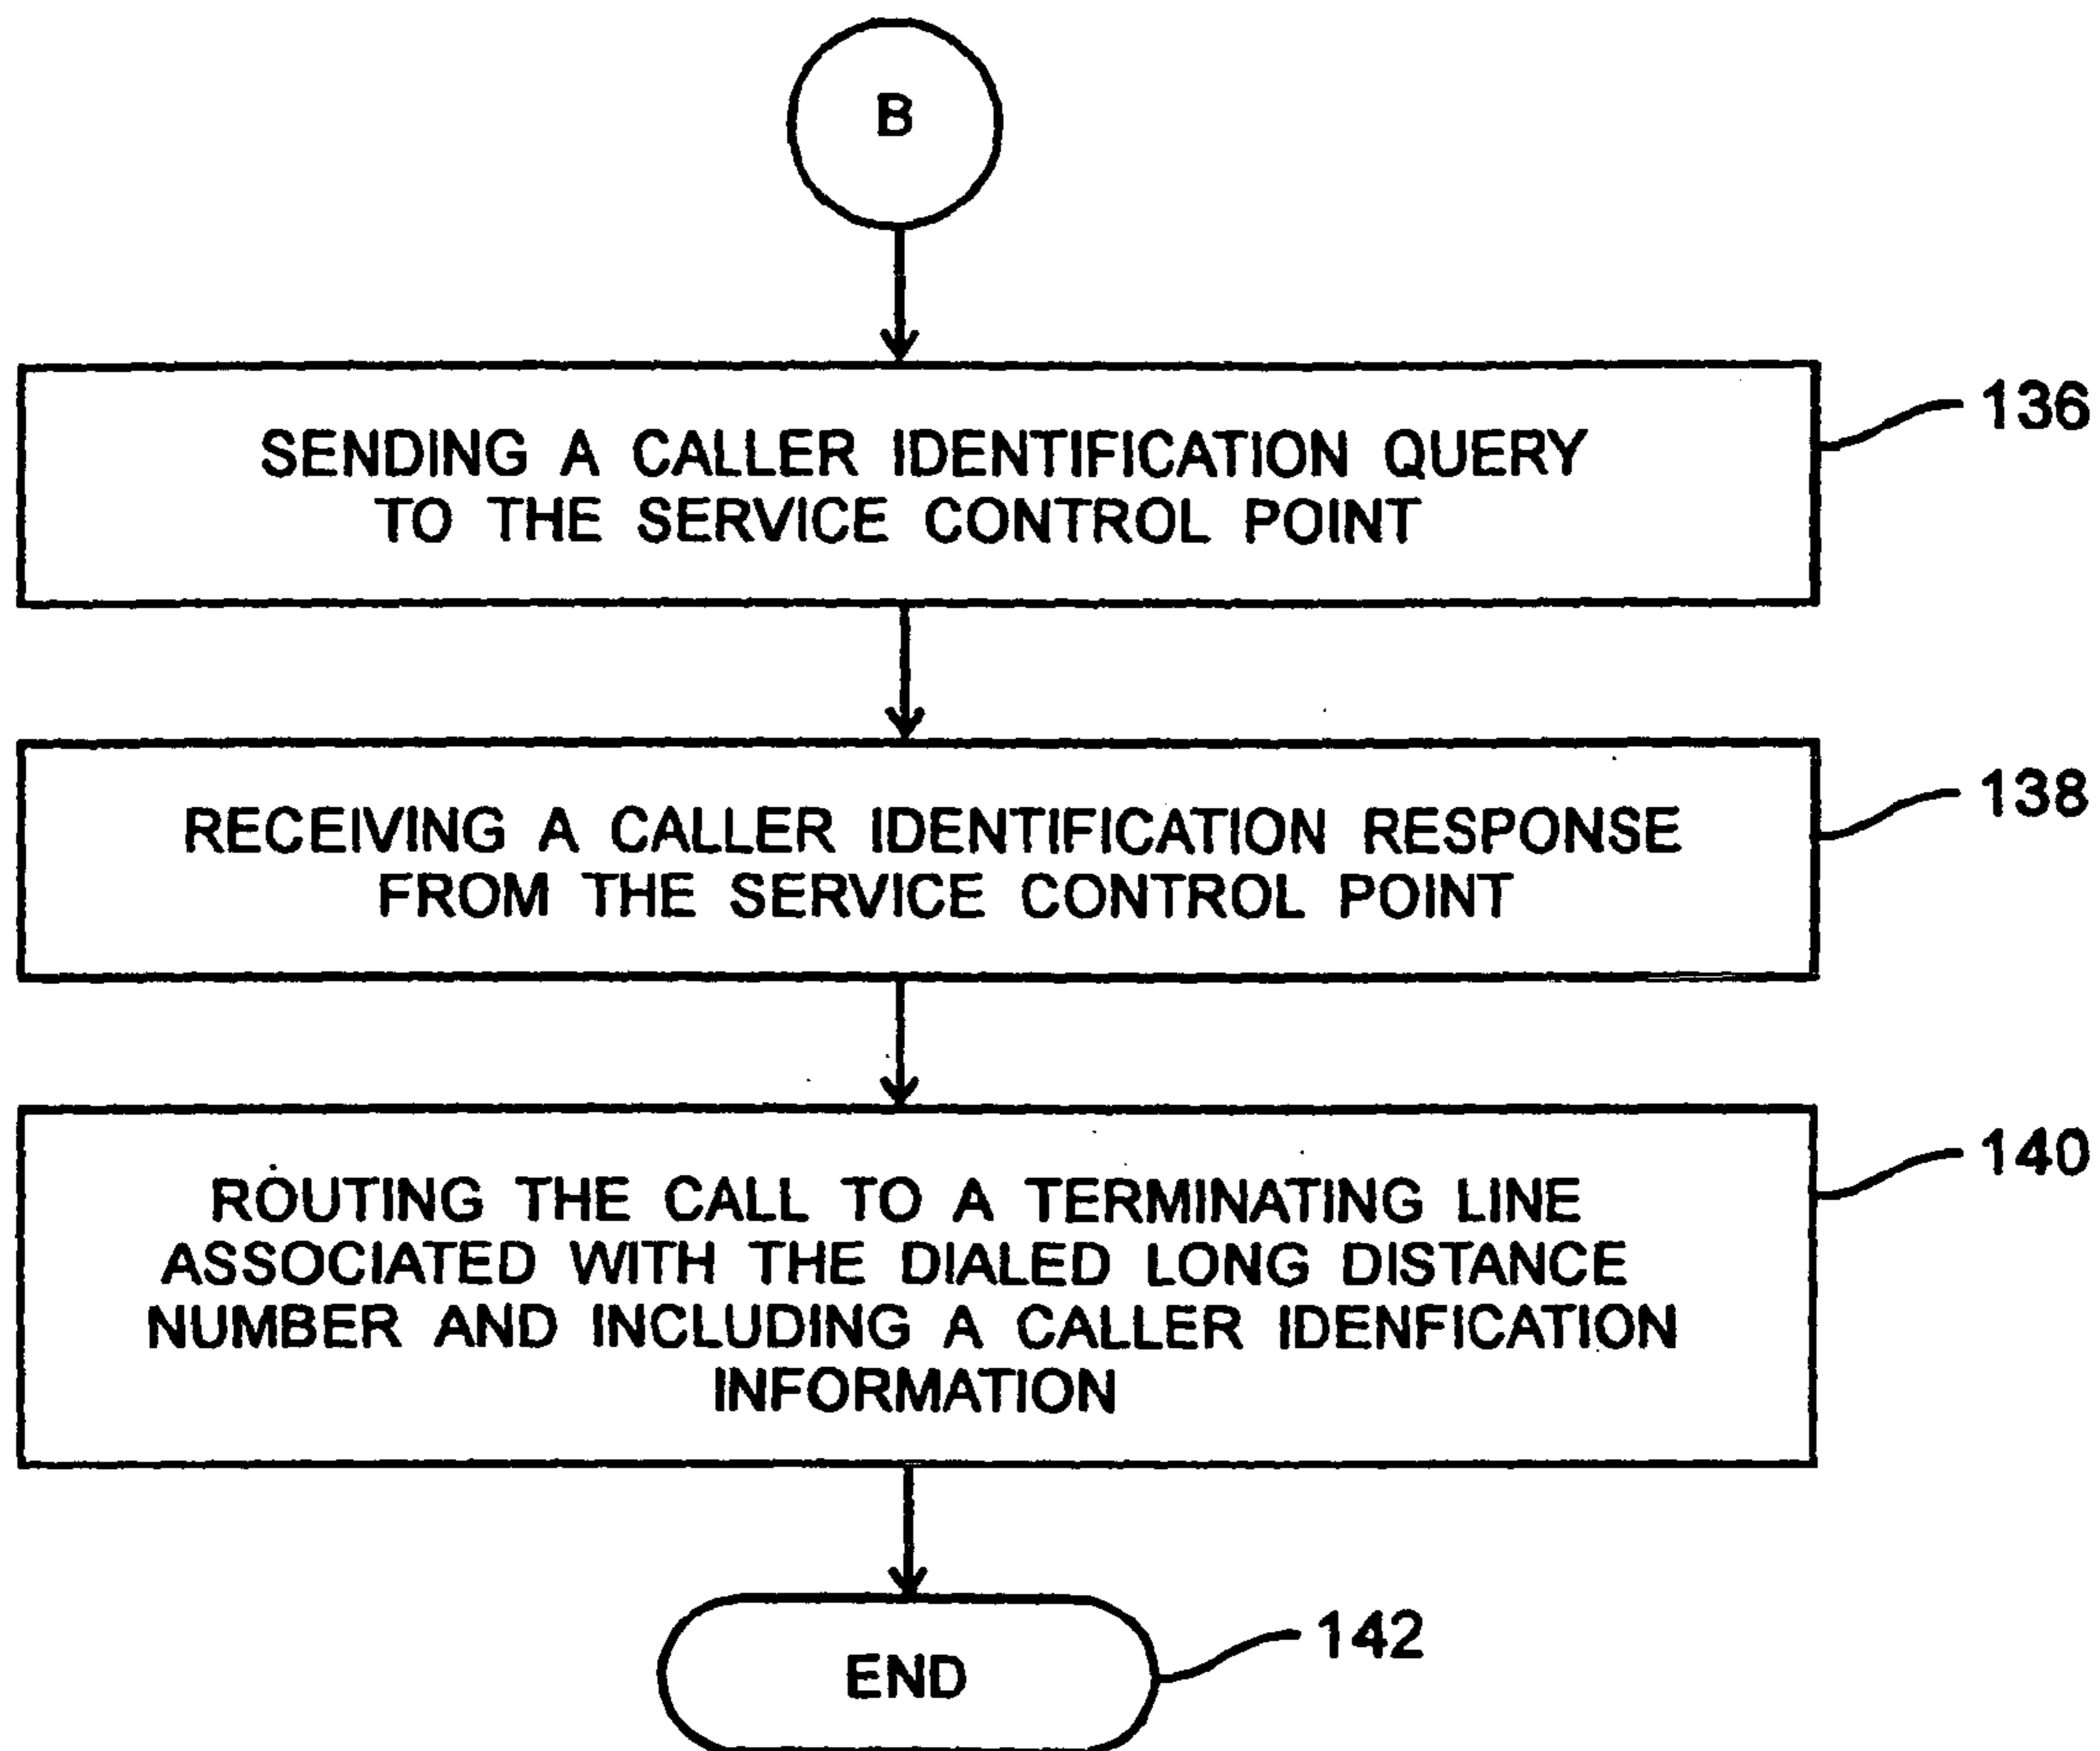 B
SENDING A CALLER IDENTIFICATION QUERY
TO THE SERVICE CONTROL POINT
136
RECEIVING A CALLER IDENTIFICATION RESPONSE
FROM THE SERVICE CONTROL POINT
138
ROUTING THE CALL TO A TERMINATING LINE
ASSOCIATED WITH THE DIALED LONG DISTANCE
NUMBER AND INCLUDING A CALLER IDENFICATION
INFORMATION
140
END
142